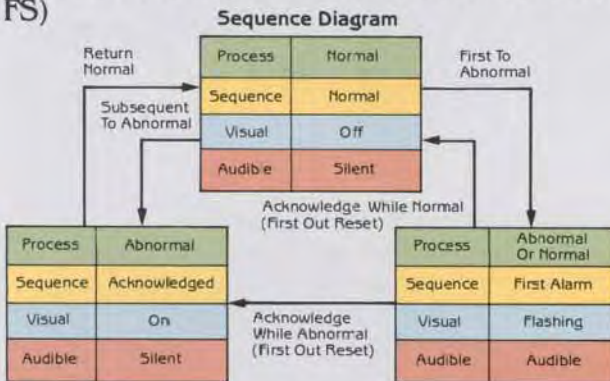 FS)
Sequence Diagram
Return
Normal
First To
Abnormal
Process Normal
Sequence Normal
Visual Off
Audible Silent
Subsequent
To Abnormal
Acknowledge While Normal
(First Out Reset)
Process Abnormal
Sequence Acknowledged
Visual On
Audible Silent
Acknowledge
While Abnormal
(First Out Reset)
Process Abnormal
Or Normal
Sequence First Alarm
Visual Flashing
Audible Audible